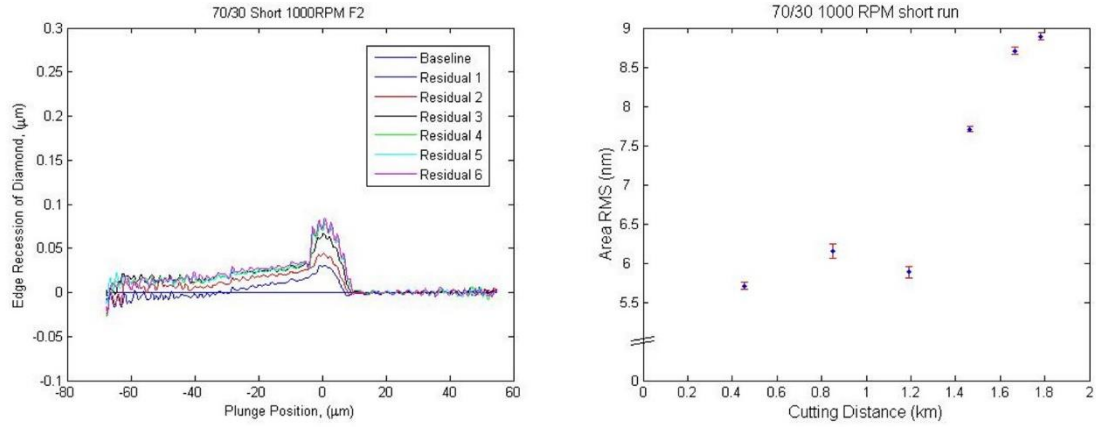 70/30 Short 1000RPM F2
Edge Recession of Diamond, (μm)
0.3
0.25
0.2
0.15
0.1
0.05
0
-0.05
-0.1
Baseline
Residual 1
Residual 2
Residual 3
Residual 4
Residual 5
Residual 6
-80 -60 -40 -20 0 20 40 60
Plunge Position, (μm)
70/30 1000 RPM short run
Area RMS (nm)
9
8.5
8
7.5
7
6.5
6
5.5
0
0 0.2 0.4 0.6 0.8 1 1.2 1.4 1.6 1.8 2
Cutting Distance (km)